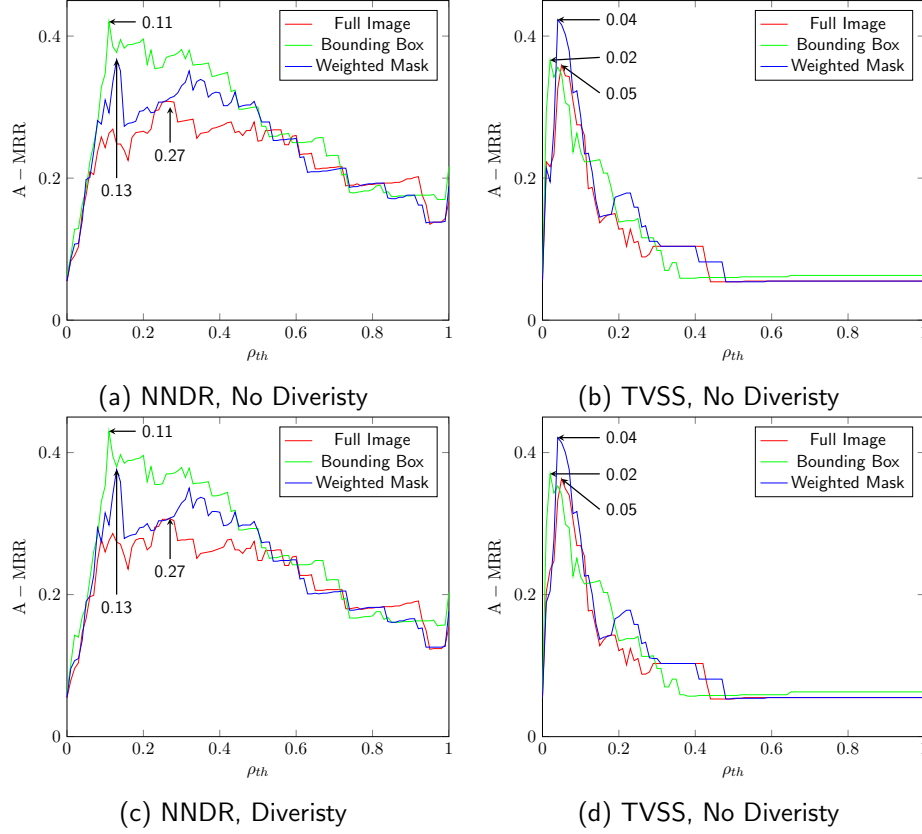 0.4
0.2
0
A − MRR
0.11
0.13
0.27
Full Image
Bounding Box
Weighted Mask
0 0.2 0.4 0.6 0.8 1
ρth
(a) NNDR, No Diveristy
0.4
0.2
0
A − MRR
0.04
0.02
0.05
Full Image
Bounding Box
Weighted Mask
0 0.2 0.4 0.6 0.8 1
ρth
(b) TVSS, No Diveristy
0.4
0.2
0
A − MRR
0.11
0.13
0.27
Full Image
Bounding Box
Weighted Mask
0 0.2 0.4 0.6 0.8 1
ρth
(c) NNDR, Diveristy
0.4
0.2
0
A − MRR
0.04
0.02
0.05
Full Image
Bounding Box
Weighted Mask
0 0.2 0.4 0.6 0.8 1
ρth
(d) TVSS, No Diveristy